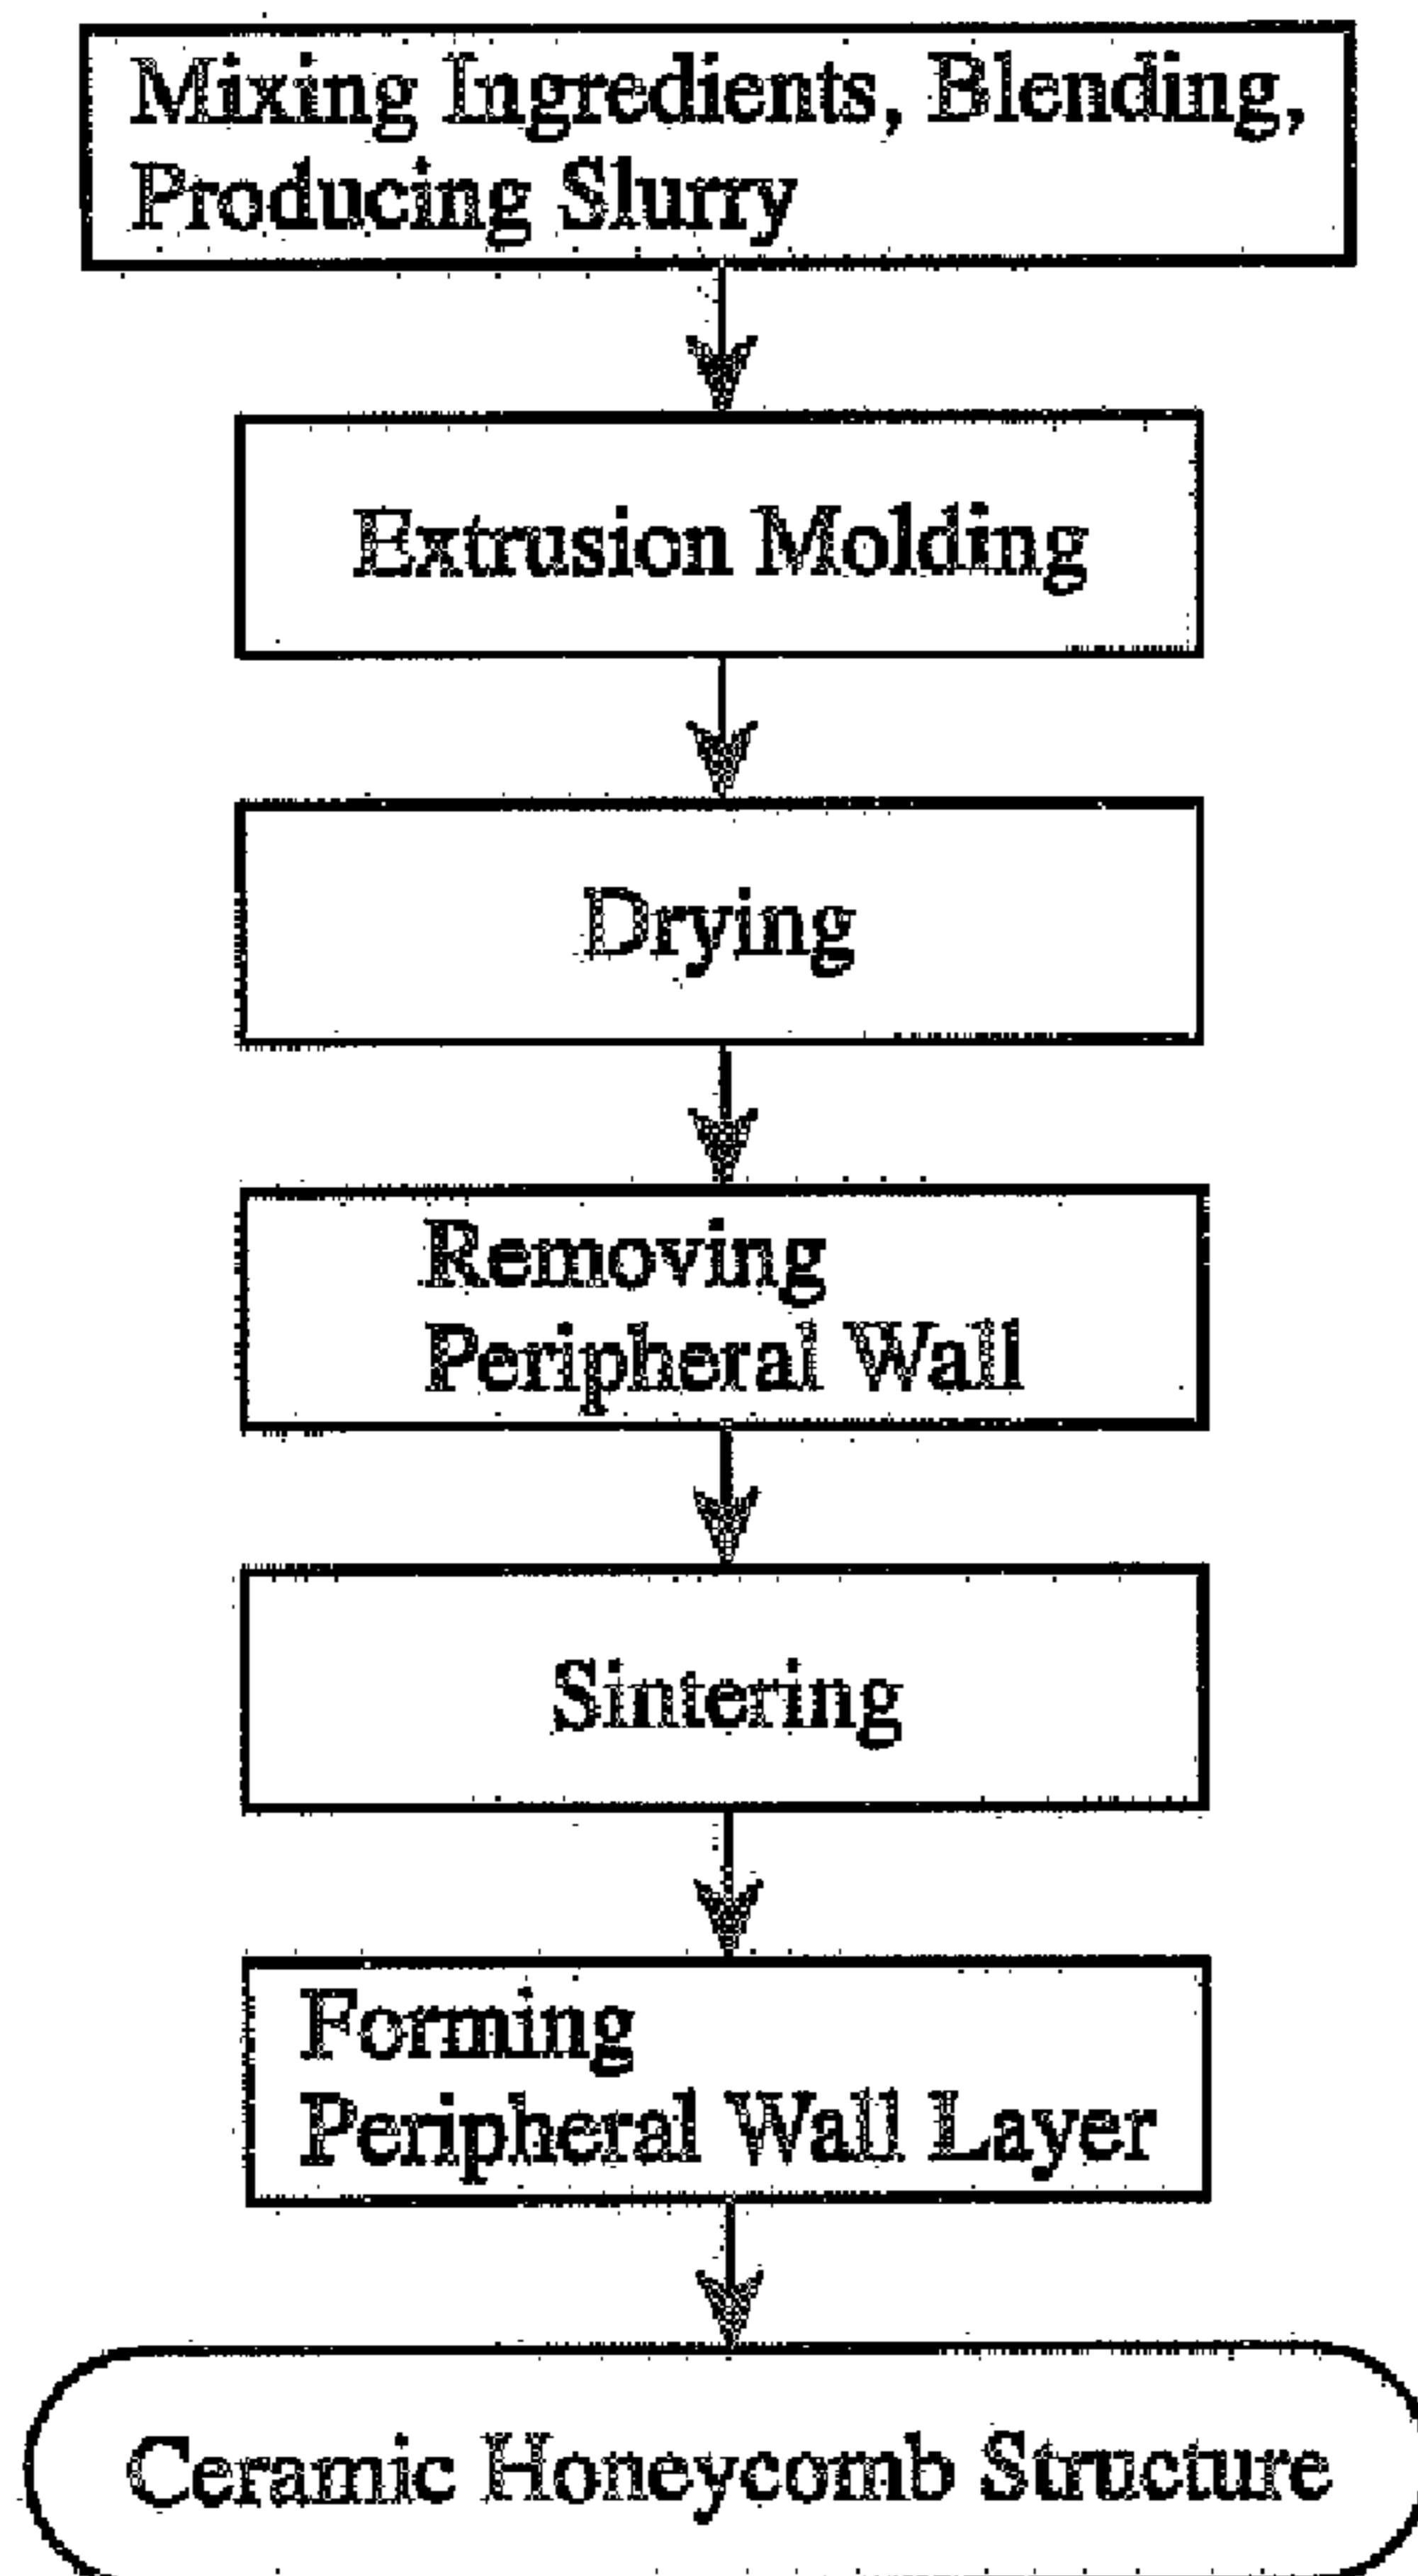 Mixing Ingredients, Blending,
Producing Slurry
Extrusion Molding
Drying
Removing
Peripheral Wall
Sintering
Forming
Peripheral Wall Layer
Ceramic Honeycomb Structure